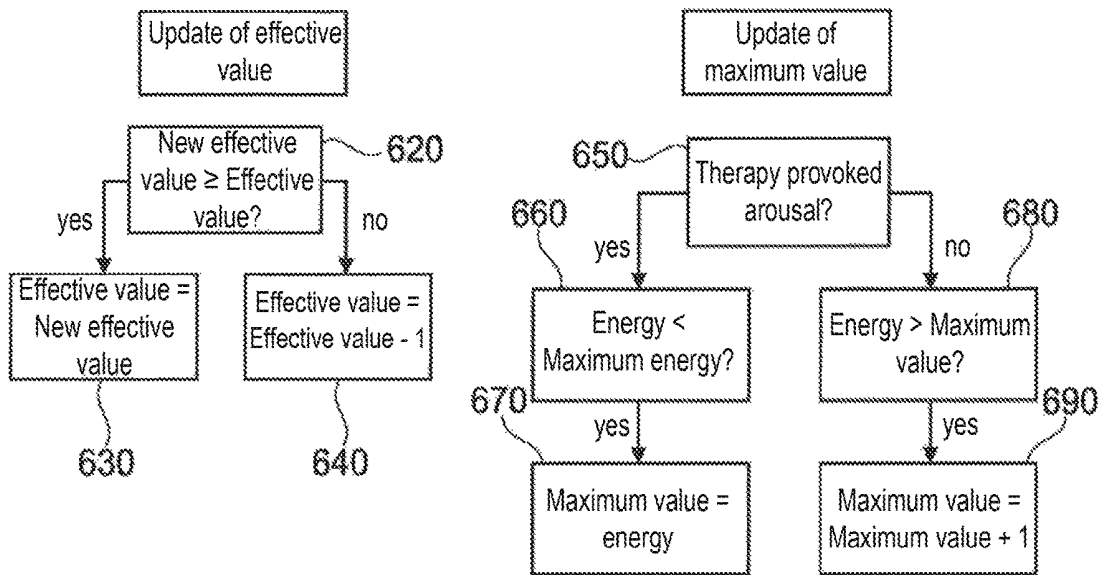 Update of effective
value
New effective
value ≥ Effective
value?
620
yes
no
Effective value =
New effective
value
Effective value =
Effective value - 1
630
640
Update of
maximum value
650
Therapy provoked
arousal?
660
yes
no
680
Energy <
Maximum energy?
Energy > Maximum
value?
670
yes
yes
690
Maximum value =
energy
Maximum value =
Maximum value + 1